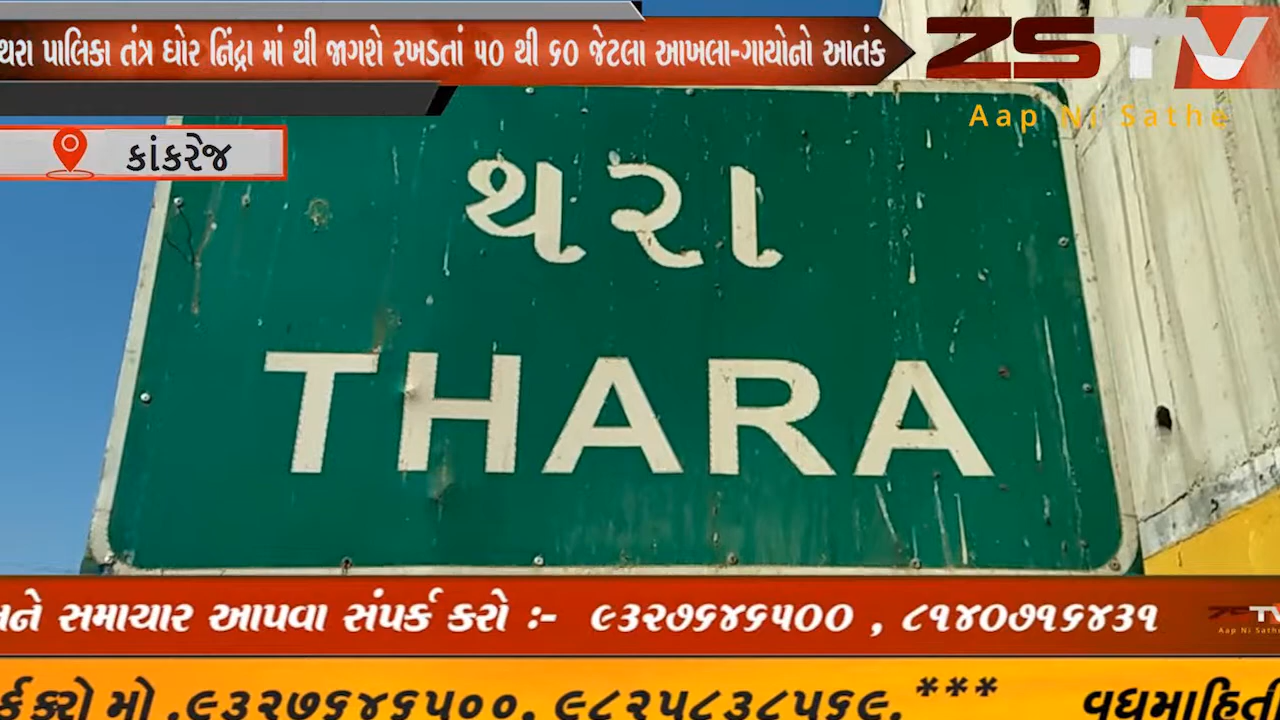 થરા પાલિકા તંત્ર ઘોર નિંદ્રા માં થી જાગશે રખડતાં ૫૦ થી ૬૦ જેટલા આખલા-ગાયોનો આતંક
ZSTV
Aap Ni Sathe
કાંકરેજ
થરા
THARA
સમાચાર આપવા સંપર્ક કરો :- ૯૩૨૭૬૪૬૫૦૦ , ૮૧૪૦૭૧૬૪૩૧
ZSTV
Aap Ni Sathe
કરો મો .૯૩૨૭૬૪૬૫૦૦. ૯૮૨૫૮૩૮૫૬૯. ***